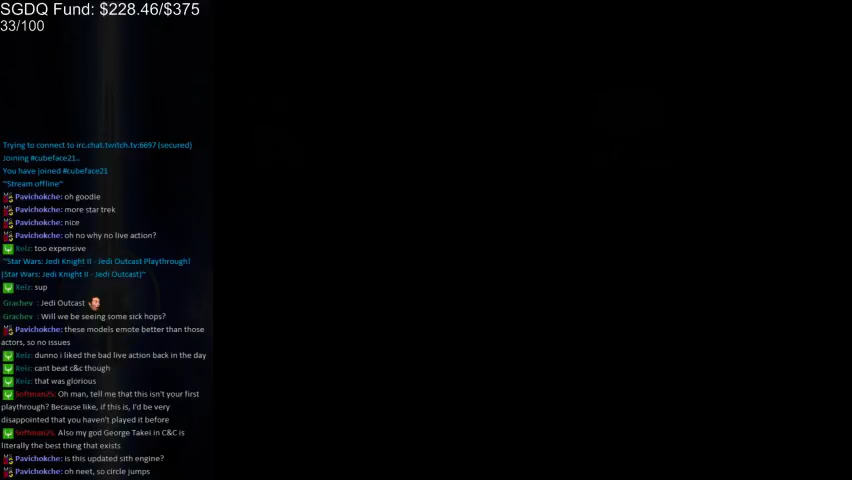 SGDQ Fund: $228.46/$375
33/100
Trying to connect to irc.chat.twitch.tv:6697 (secured)
Joining #cubeface21..
You have joined #cubeface21
~Stream offline~
Pavichokche: oh goodie
Pavichokche: more star trek
Pavichokche: nice
Pavichokche: oh no why no live action?
Xeiz: too expensive
~Star Wars: Jedi Knight II - Jedi Outcast Playthrough!
(Star Wars: Jedi Knight II - Jedi Outcast)~
Xeiz: sup
Grachev : Jedi Outcast
Grachev : Will we be seeing some sick hops?
Pavichokche: these models emote better than those
actors, so no issues
Xeiz: dunno i liked the bad live action back in the day
Xeiz: cant beat c&c though
Xeiz: that was glorious
Softman25: Oh man, tell me that this isn't your first
playthrough? Because like, if this is, I'd be very
disappointed that you haven't played it before
Softman25: Also my god George Takei in C&C is
literally the best thing that exists
Pavichokche: is this updated sith engine?
Pavichokche: oh neet, so circle jumps